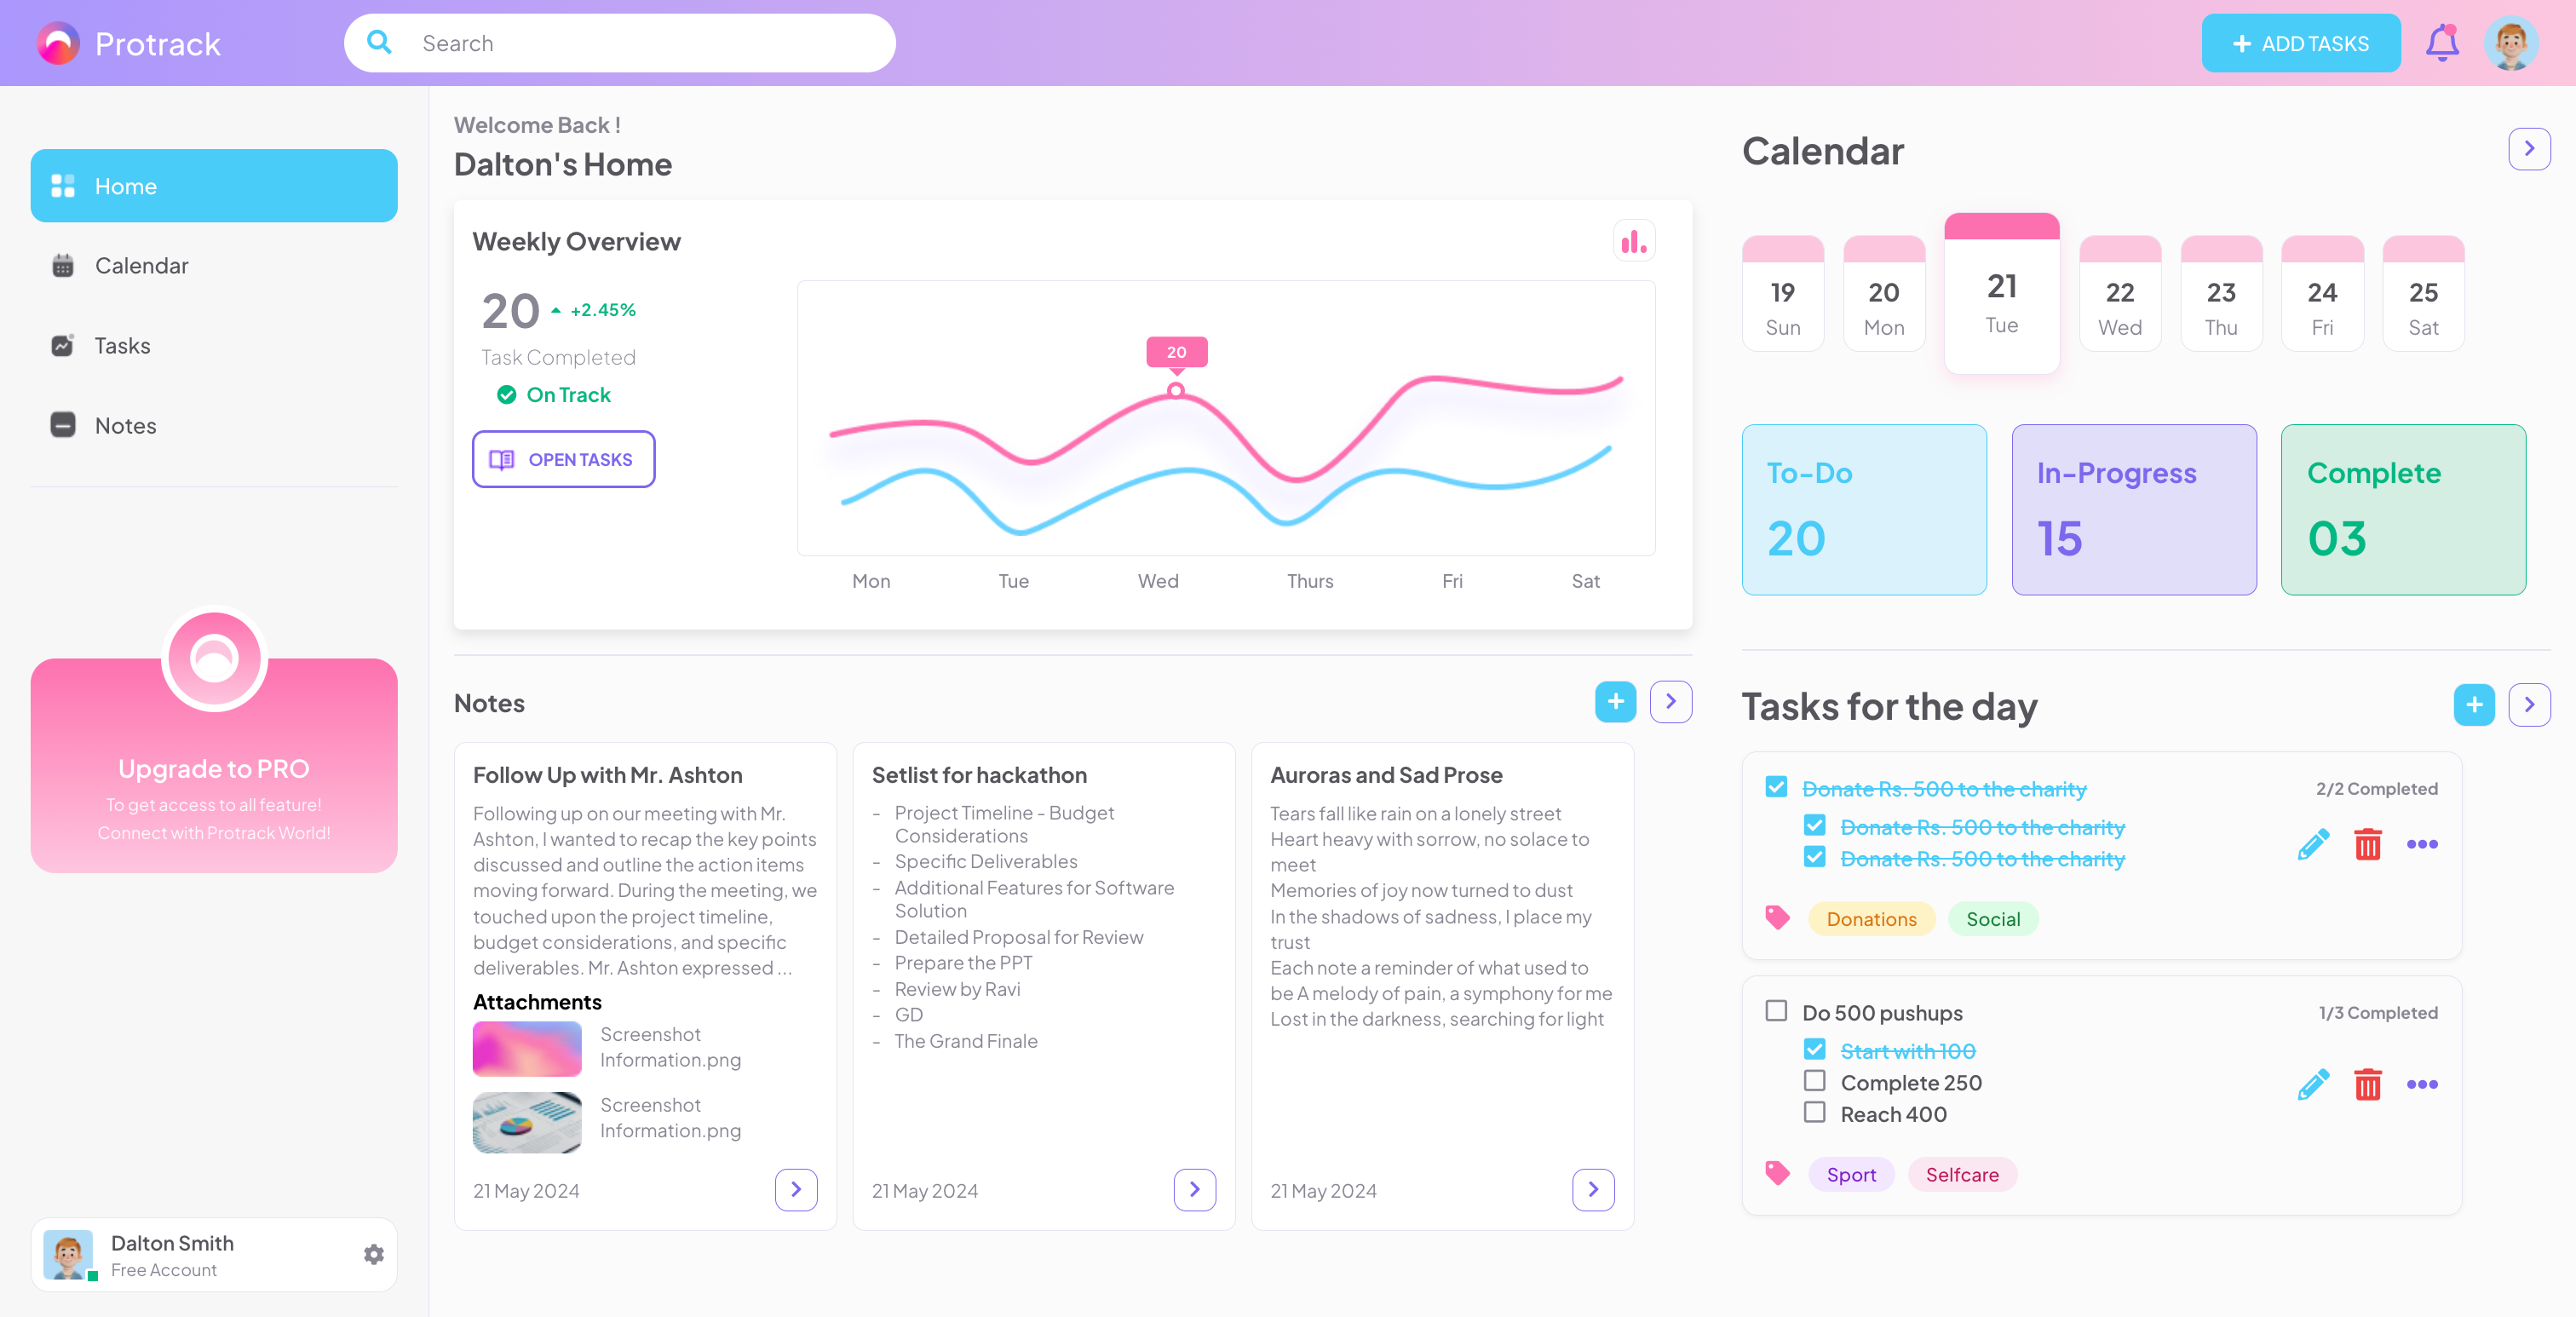 Protrack
Search
+ ADD TASKS
Home
Calendar
Tasks
Notes
Upgrade to PRO
To get access to all feature!
Connect with Protrack World!
Dalton Smith
Free Account
Welcome Back !
Dalton's Home
Weekly Overview
20 +2.45%
Task Completed
On Track
OPEN TASKS
20
Mon Tue Wed Thurs Fri Sat
Notes
Follow Up with Mr. Ashton
Following up on our meeting with Mr.
Ashton, I wanted to recap the key points
discussed and outline the action items
moving forward. During the meeting, we
touched upon the project timeline,
budget considerations, and specific
deliverables. Mr. Ashton expressed ...
Attachments
Screenshot
Information.png
Screenshot
Information.png
21 May 2024
Setlist for hackathon
- Project Timeline - Budget
Considerations
- Specific Deliverables
- Additional Features for Software
Solution
- Detailed Proposal for Review
- Prepare the PPT
- Review by Ravi
- GD
- The Grand Finale
21 May 2024
Auroras and Sad Prose
Tears fall like rain on a lonely street
Heart heavy with sorrow, no solace to
meet
Memories of joy now turned to dust
In the shadows of sadness, I place my
trust
Each note a reminder of what used to
be A melody of pain, a symphony for me
Lost in the darkness, searching for light
21 May 2024
Calendar
19 20 21 22 23 24 25
Sun Mon Tue Wed Thu Fri Sat
To-Do
20
In-Progress
15
Complete
03
Tasks for the day
Donate Rs. 500 to the charity
2/2 Completed
Donate Rs. 500 to the charity
Donate Rs. 500 to the charity
Donations Social
Do 500 pushups
1/3 Completed
Start with 100
Complete 250
Reach 400
Sport Selfcare